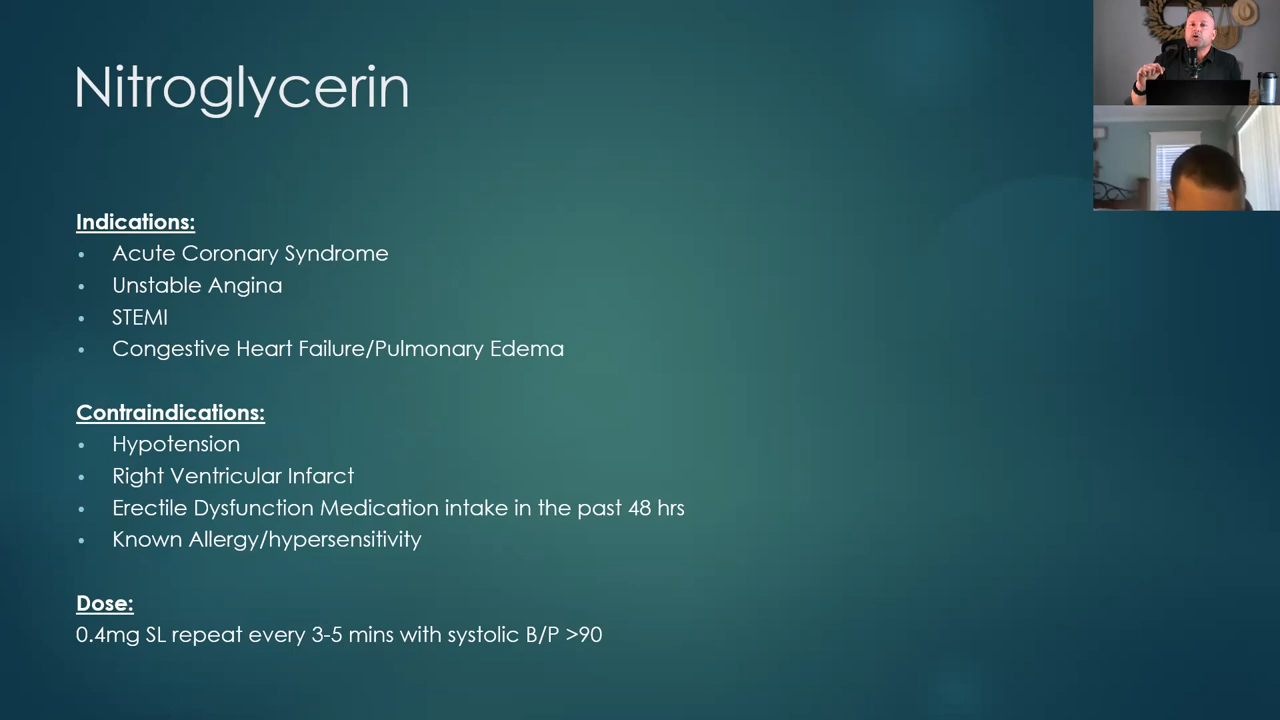 Nitroglycerin
Indications:
• Acute Coronary Syndrome
• Unstable Angina
• STEMI
• Congestive Heart Failure/Pulmonary Edema
Contraindications:
• Hypotension
• Right Ventricular Infarct
• Erectile Dysfunction Medication intake in the past 48 hrs
• Known Allergy/hypersensitivity
Dose:
0.4mg SL repeat every 3-5 mins with systolic B/P >90